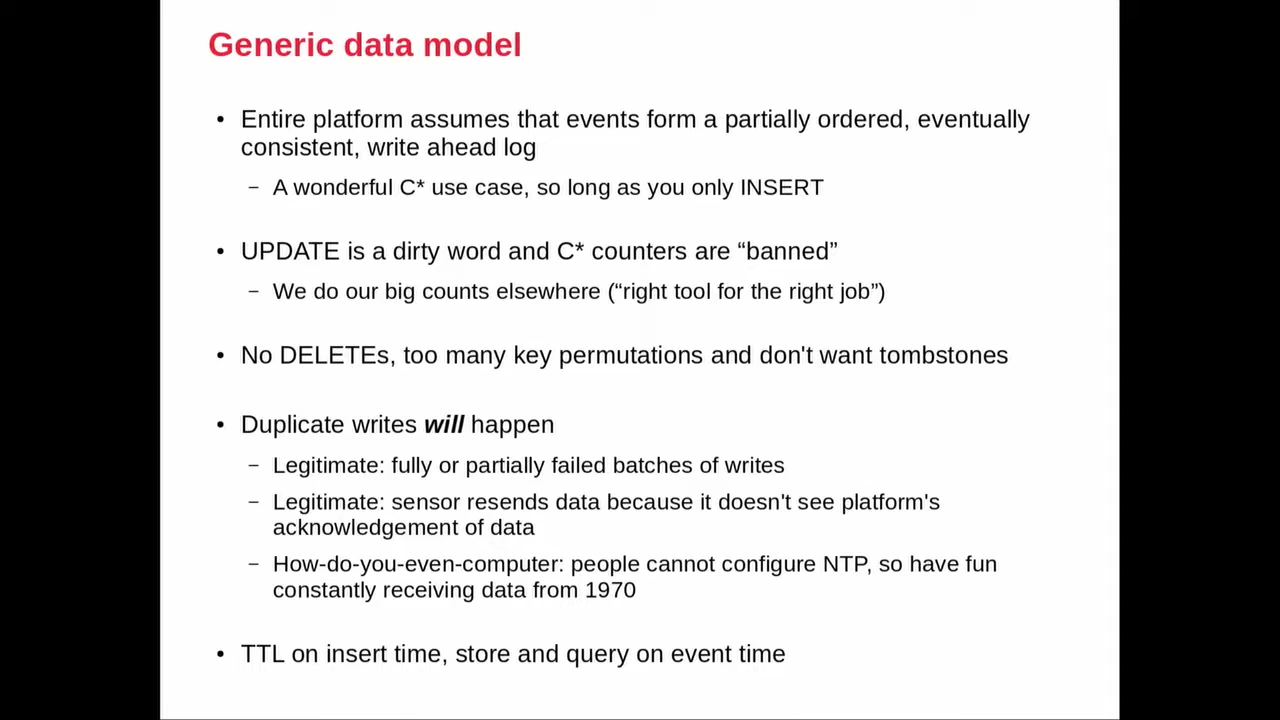 Generic data model
• Entire platform assumes that events form a partially ordered, eventually
consistent, write ahead log
– A wonderful C* use case, so long as you only INSERT
• UPDATE is a dirty word and C* counters are “banned”
– We do our big counts elsewhere (“right tool for the right job”)
• No DELETEs, too many key permutations and don't want tombstones
• Duplicate writes will happen
– Legitimate: fully or partially failed batches of writes
– Legitimate: sensor resends data because it doesn't see platform's
acknowledgement of data
– How-do-you-even-computer: people cannot configure NTP, so have fun
constantly receiving data from 1970
• TTL on insert time, store and query on event time